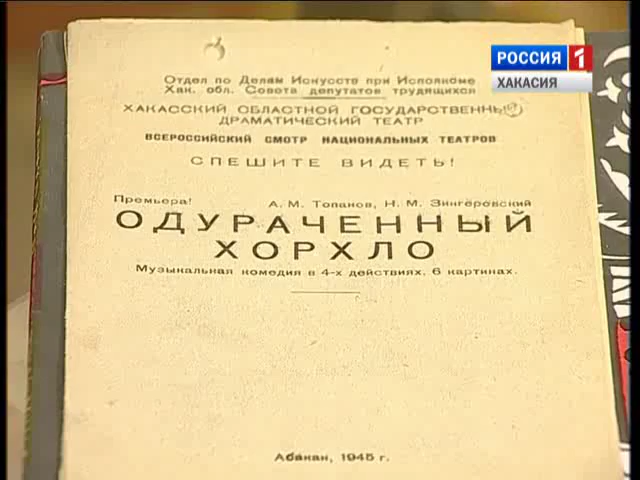 Отдел по Делам Искусств при Исполкоме
Хак. обл. Совета депутатов трудящихся
ХАКАССКИЙ ОБЛАСТНОЙ ГОСУДАРСТВЕННЫЙ
ДРАМАТИЧЕСКИЙ ТЕАТР
ВСЕРОССИЙСКИЙ СМОТР НАЦИОНАЛЬНЫХ ТЕАТРОВ
СПЕШИТЕ ВИДЕТЬ!
Премьера! А. М. Топанов, Н. М. Зингеровский
ОДУРАЧЕННЫЙ
ХОРХЛО
Музыкальная комедия в 4-х действиях, 6 картинах.
Абакан, 1945 г.
РОССИЯ 1
ХАКАСИЯ